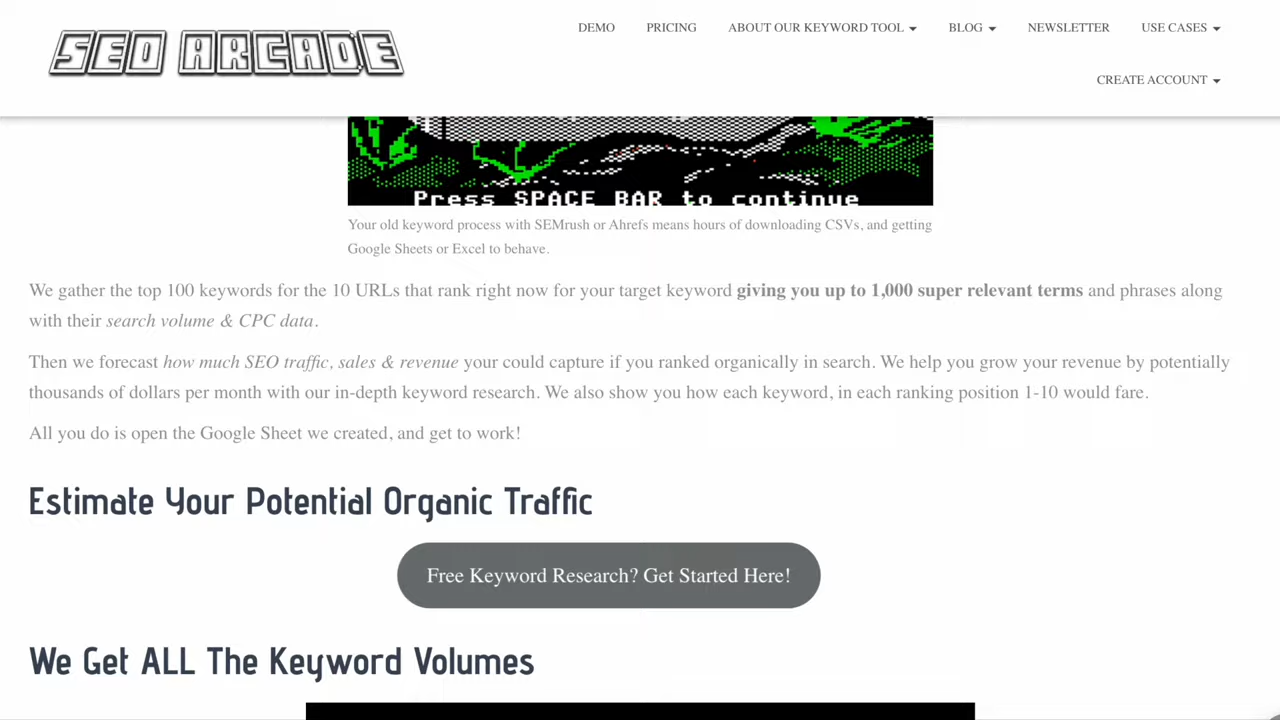 SEO ARCADE
DEMO PRICING ABOUT OUR KEYWORD TOOL BLOG NEWSLETTER USE CASES
CREATE ACCOUNT
Press SPACE BAR to continue
Your old keyword process with SEMrush or Ahrefs means hours of downloading CSVs, and getting
Google Sheets or Excel to behave.
We gather the top 100 keywords for the 10 URLs that rank right now for your target keyword giving you up to 1,000 super relevant terms and phrases along
with their search volume & CPC data.
Then we forecast how much SEO traffic, sales & revenue your could capture if you ranked organically in search. We help you grow your revenue by potentially
thousands of dollars per month with our in-depth keyword research. We also show you how each keyword, in each ranking position 1-10 would fare.
All you do is open the Google Sheet we created, and get to work!
Estimate Your Potential Organic Traffic
Free Keyword Research? Get Started Here!
We Get ALL The Keyword Volumes